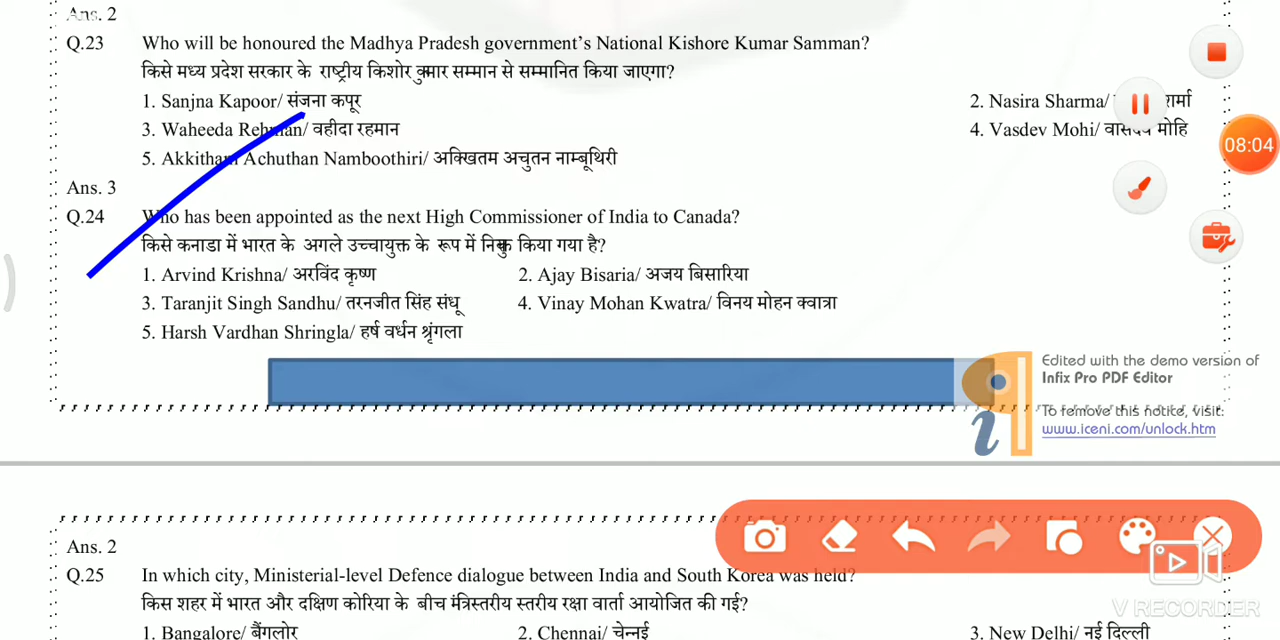 Ans. 2
Q.23 Who will be honoured the Madhya Pradesh government's National Kishore Kumar Samman?
किसे मध्य प्रदेश सरकार के राष्ट्रीय किशोर कुमार सम्मान से सम्मानित किया जाएगा?
1. Sanjna Kapoor/ संजना कपूर 2. Nasira Sharma/ शर्मा
3. Waheeda Rehman/ वहीदा रहमान 4. Vasdev Mohi/ वासदेव मोहि
5. Akkitham Achuthan Namboothiri/ अक्खितम अचुतन नाम्बूथिरी
Ans. 3
Q.24 Who has been appointed as the next High Commissioner of India to Canada?
किसे कनाडा में भारत के अगले उच्चायुक्त के रूप में नियुक्त किया गया है?
1. Arvind Krishna/ अरविंद कृष्ण 2. Ajay Bisaria/ अजय बिसारिया
3. Taranjit Singh Sandhu/ तरनजीत सिंह संधू 4. Vinay Mohan Kwatra/ विनय मोहन क्वात्रा
5. Harsh Vardhan Shringla/ हर्ष वर्धन श्रृंगला
Edited with the demo version of
Infix Pro PDF Editor
To remove this notice, visit:
www.iceni.com/unlock.htm
08:04
Ans. 2
Q.25 In which city, Ministerial-level Defence dialogue between India and South Korea was held?
किस शहर में भारत और दक्षिण कोरिया के बीच मंत्रिस्तरीय स्तरीय रक्षा वार्ता आयोजित की गई?
1. Bangalore/ बैंगलोर 2. Chennai/ चेन्नई 3. New Delhi/ नई दिल्ली
V RECORDER